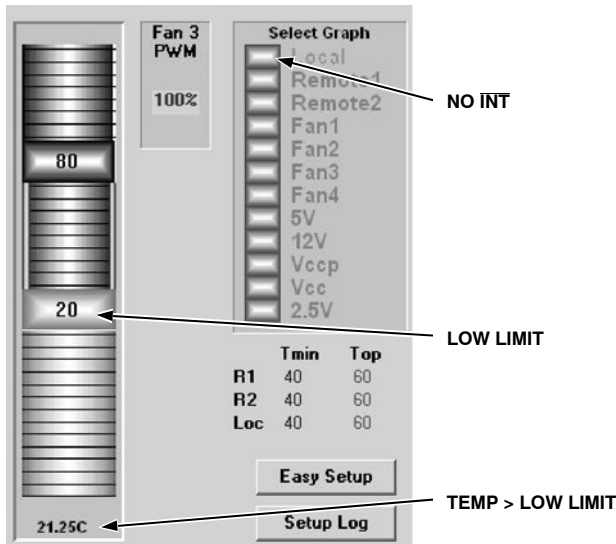 80
20
21.25C
Fan 3
PWM
100%
Select Graph
Local
Remote1
Remote2
Fan1
Fan2
Fan3
Fan4
5V
12V
Vccp
Vcc
2.5V
Tmin Top
R1 40 60
R2 40 60
Loc 40 60
Easy Setup
Setup Log
NO I̅N̅T̅
LOW LIMIT
TEMP > LOW LIMIT